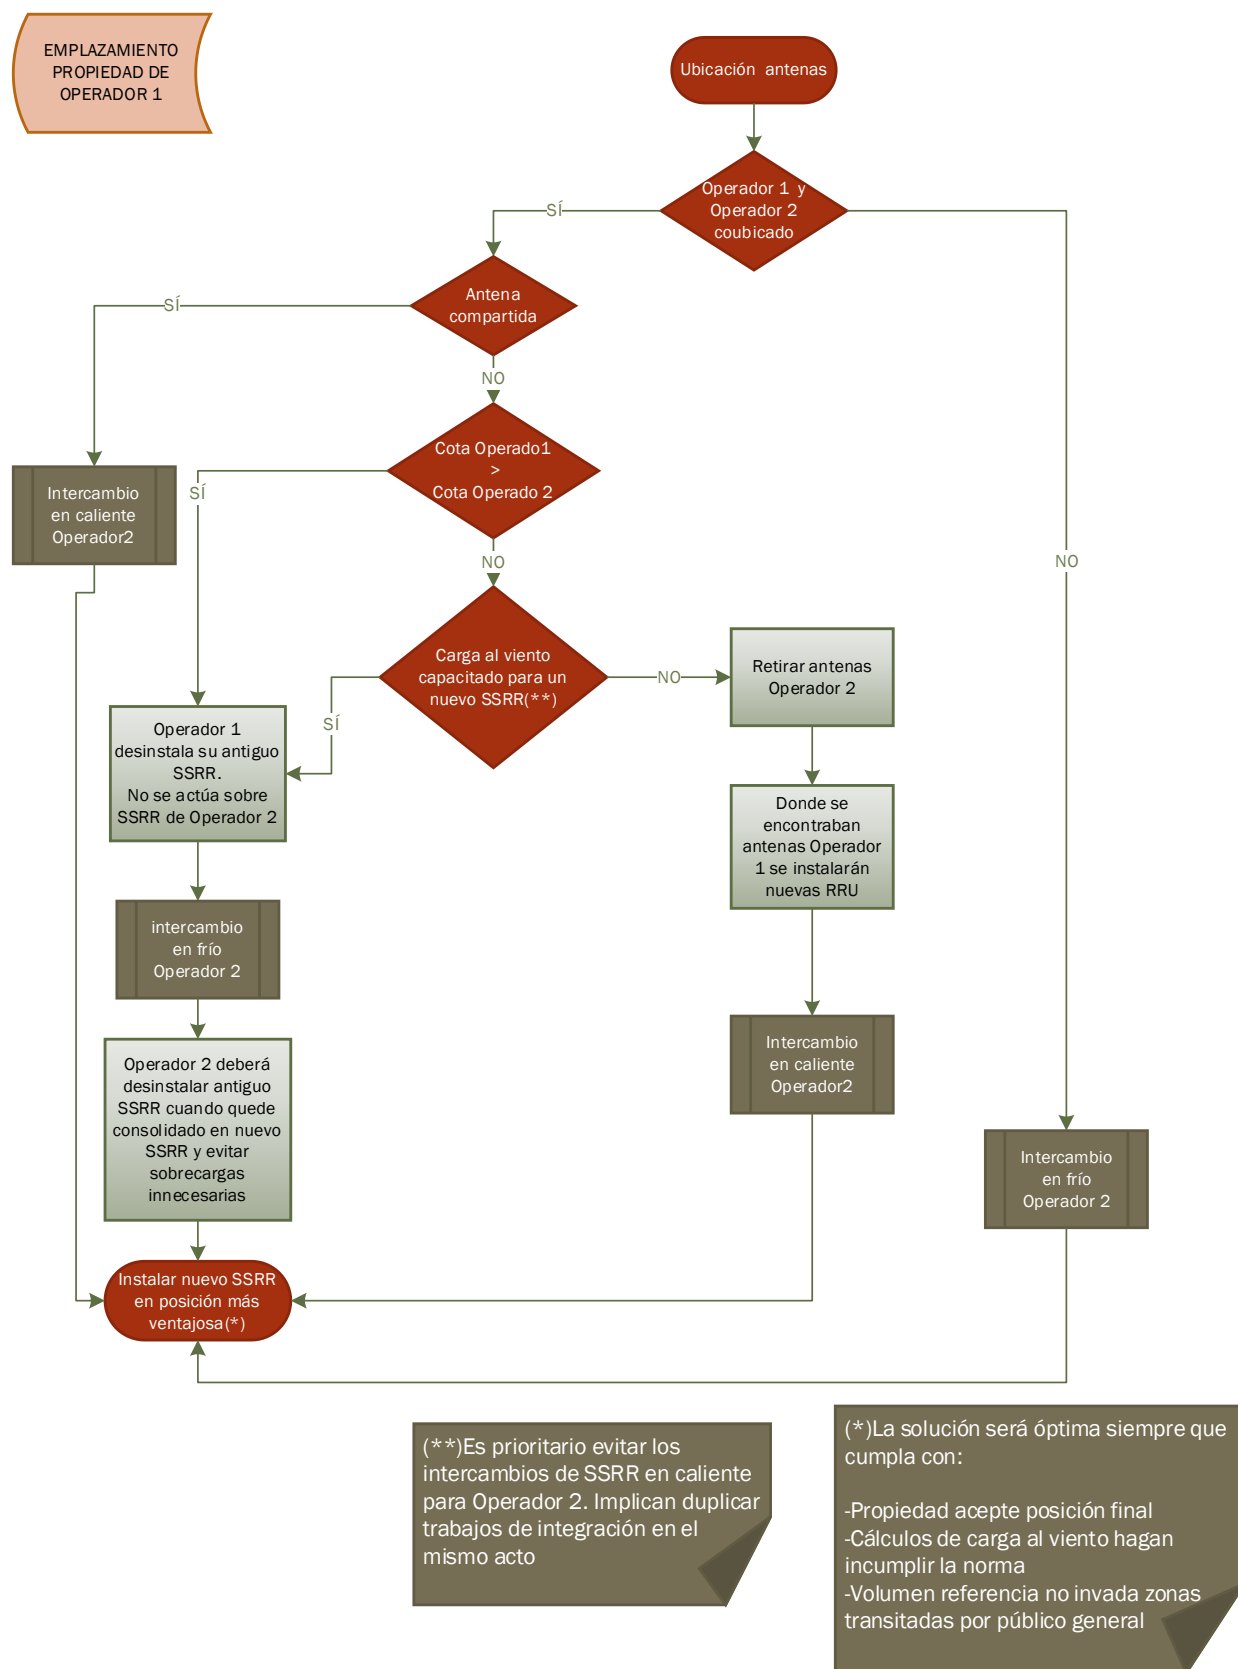 EMPLAZAMIENTO
PROPIEDAD DE
OPERADOR 1
Ubicación antenas
Operador 1 y
Operador 2
coubicado
SÍ
NO
Antena
compartida
SÍ
NO
Cota Operado1
>
Cota Operado 2
SÍ
NO
Intercambio
en caliente
Operador2
Carga al viento
capacitado para un
nuevo SSRR(**)
SÍ
NO
Retirar antenas
Operador 2
Operador 1
desinstala su antiguo
SSRR.
No se actúa sobre
SSRR de Operador 2
Donde se
encontraban
antenas Operador
1 se instalarán
nuevas RRU
intercambio
en frío
Operador 2
Intercambio
en caliente
Operador2
Operador 2 deberá
desinstalar antiguo
SSRR cuando quede
consolidado en nuevo
SSRR y evitar
sobrecargas
innecesarias
Intercambio
en frío
Operador 2
Instalar nuevo SSRR
en posición más
ventajosa(*)
(**)Es prioritario evitar los
intercambios de SSRR en caliente
para Operador 2. Implican duplicar
trabajos de integración en el
mismo acto
(*)La solución será óptima siempre que
cumpla con:
-Propiedad acepte posición final
-Cálculos de carga al viento hagan
incumplir la norma
-Volumen referencia no invada zonas
transitadas por público general